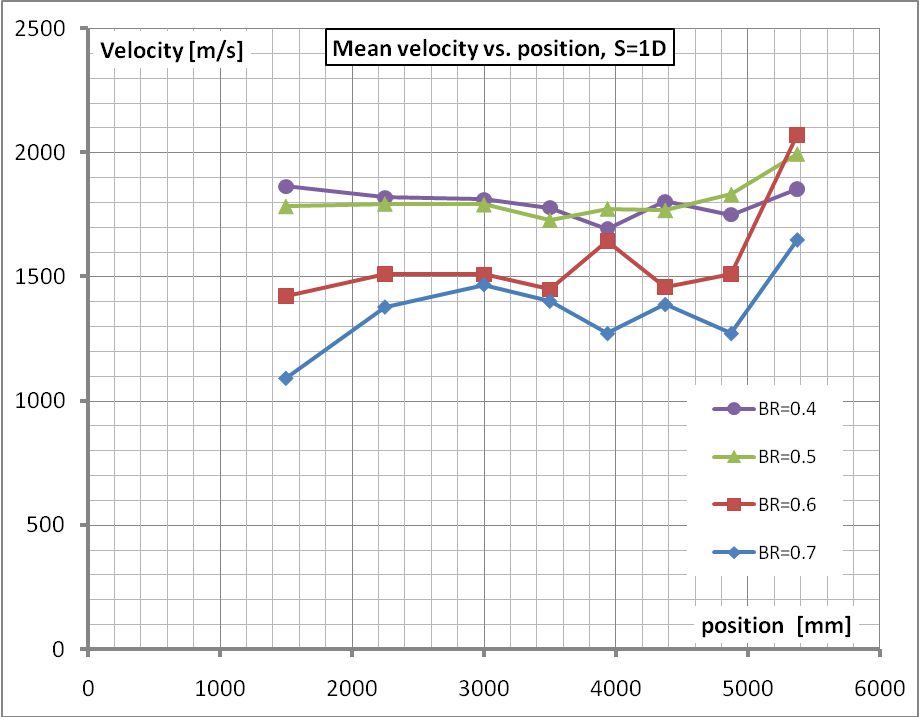 2500
Velocity [m/s]
Mean velocity vs. position, S=1D
2000
1500
1000
BR=0.4
BR=0.5
500
BR=0.6
BR=0.7
position [mm]
0
0 1000 2000 3000 4000 5000 6000